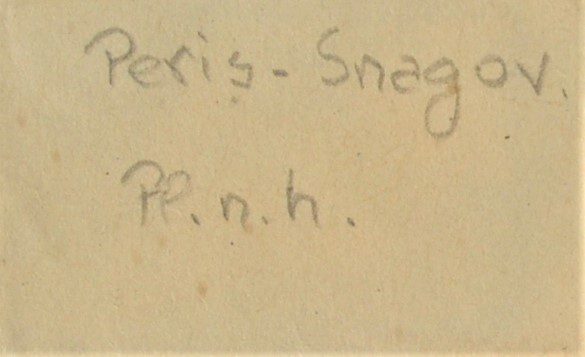 Periș - Snagov.
Pl. n. h.